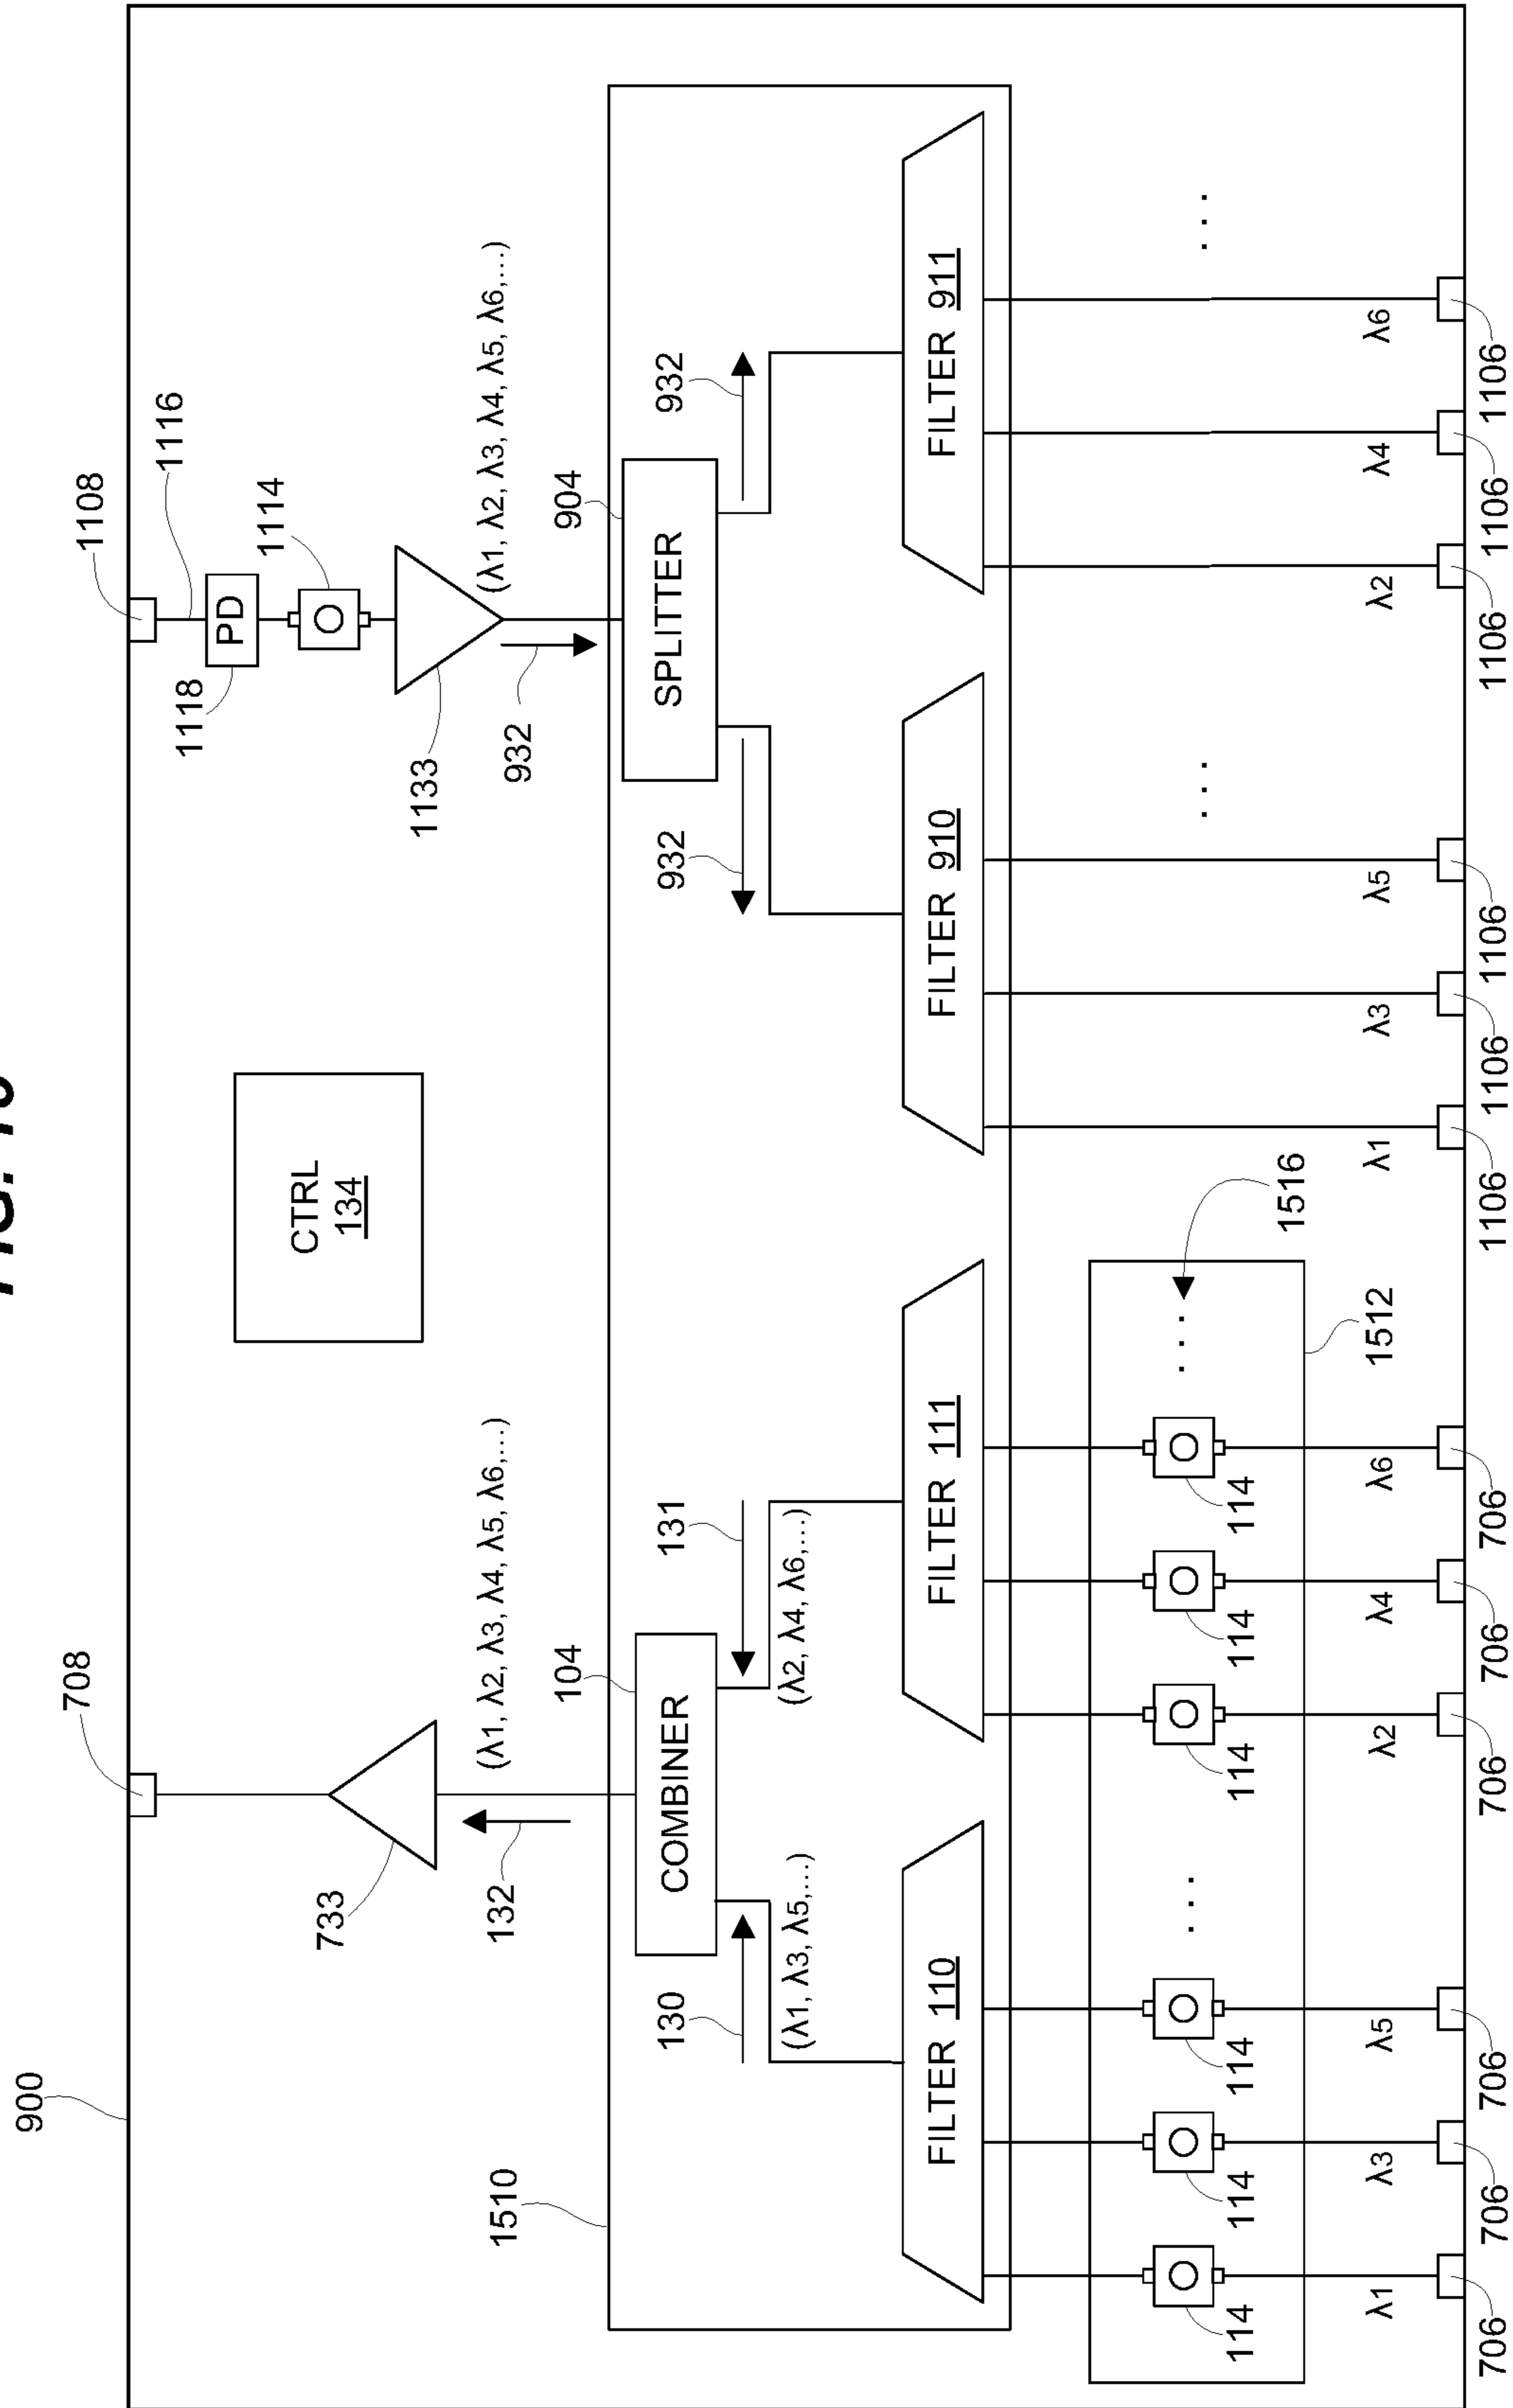 FIG.
900
708
1108
1116
CTRL
134
PD
1118
1114
733
1133
132
(λ1, λ2, λ3, λ4, λ5, λ6,...)
932
(λ1, λ2, λ3, λ4, λ5, λ6,...)
1510
104
904
COMBINER
SPLITTER
130
131
932
932
(λ1, λ3, λ5,...)
(λ2, λ4, λ6,...)
FILTER 110
FILTER 111
FILTER 910
FILTER 911
. . .
. . .
. . .
. . .
114
114
114
114
114
114
1516
1512
λ1
λ3
λ5
λ2
λ4
λ6
λ1
λ3
λ5
λ2
λ4
λ6
706
706
706
706
706
706
1106
1106
1106
1106
1106
1106